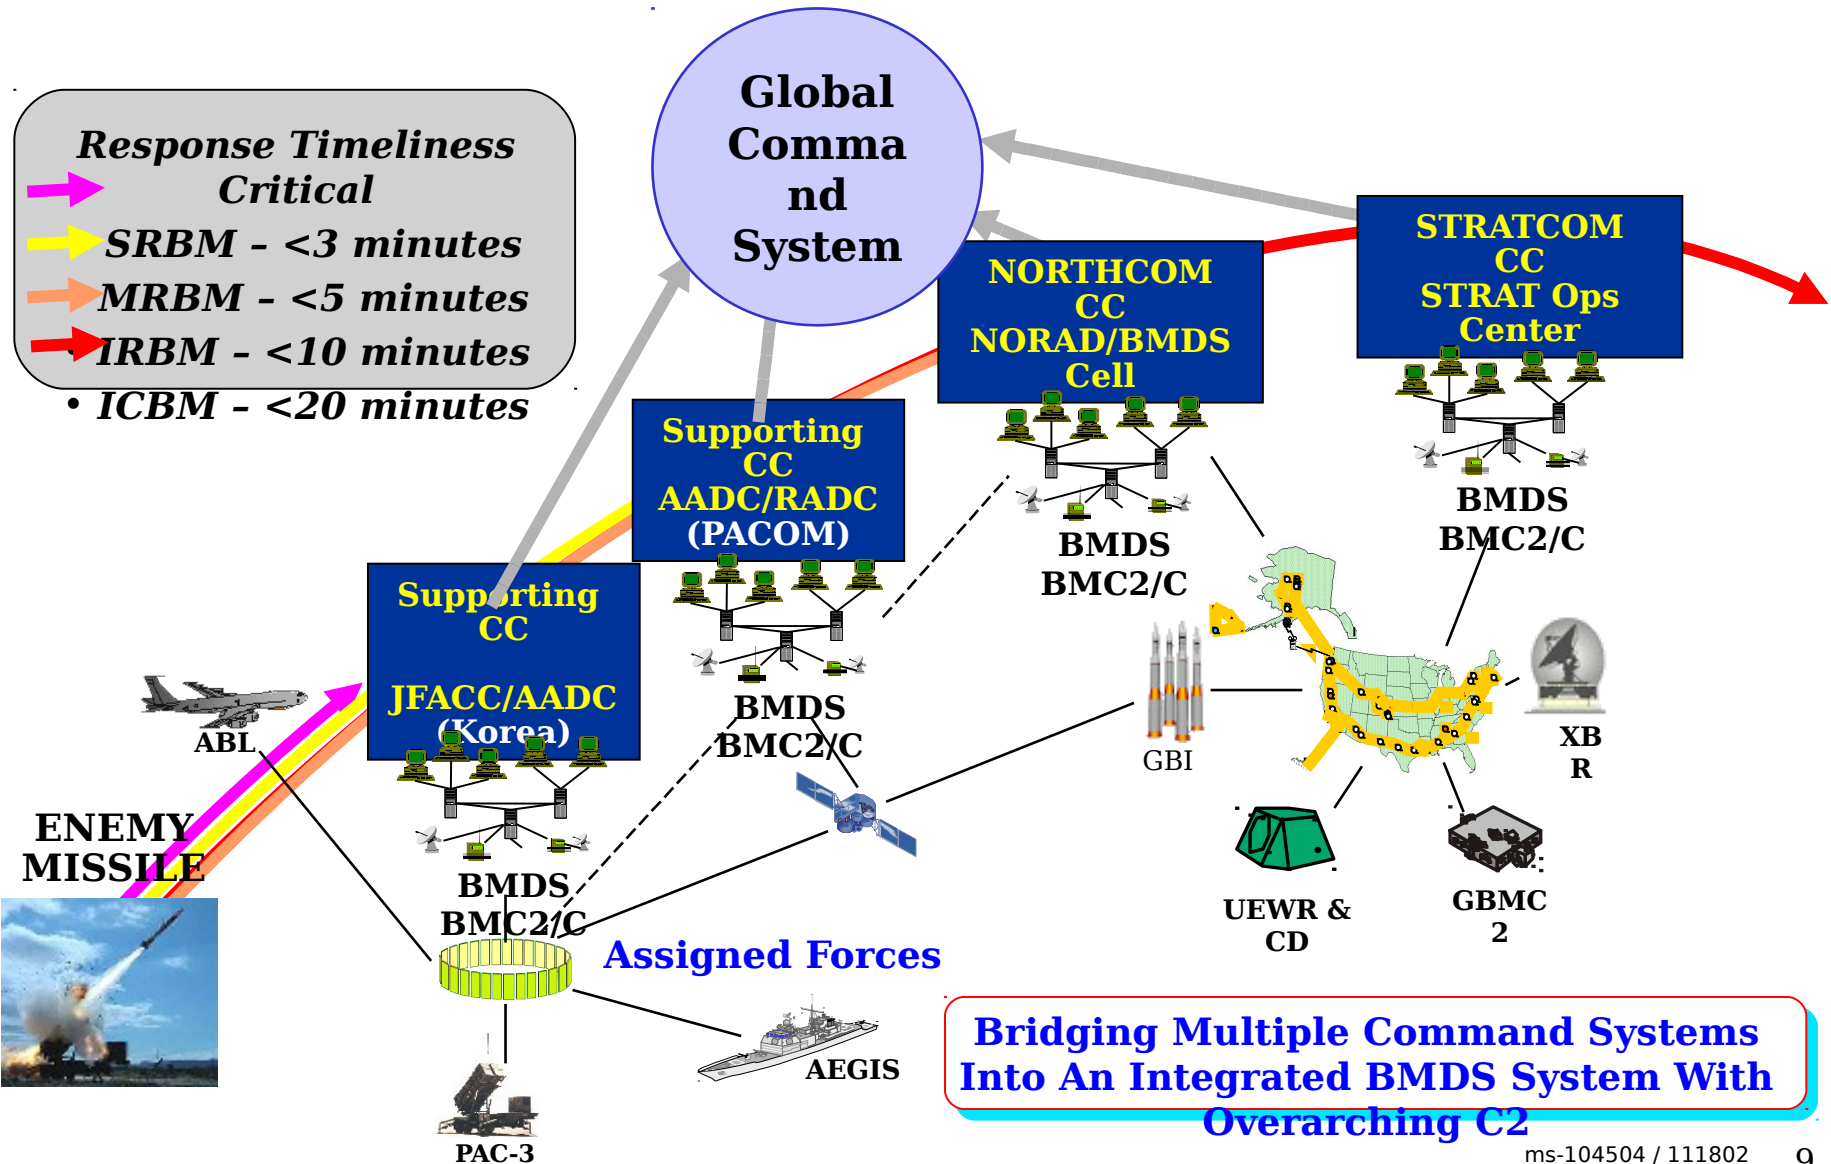 Global
Comma
nd
System
Response Timeliness
Critical
SRBM – <3 minutes
MRBM – <5 minutes
• IRBM – <10 minutes
• ICBM – <20 minutes
STRATCOM
CC
STRAT Ops
Center
NORTHCOM
CC
NORAD/BMDS
Cell
Supporting
CC
AADC/RADC
(PACOM)
Supporting
CC
JFACC/AADC
(Korea)
BMDS
BMC2/C
BMDS
BMC2/C
BMDS
BMC2/C
BMDS
BMC2/C
ABL
ENEMY
MISSILE
GBI
XB
R
UEWR &
CD
GBMC
2
Assigned Forces
AEGIS
PAC-3
Bridging Multiple Command Systems
Into An Integrated BMDS System With
Overarching C2
ms-104504 / 111802
9